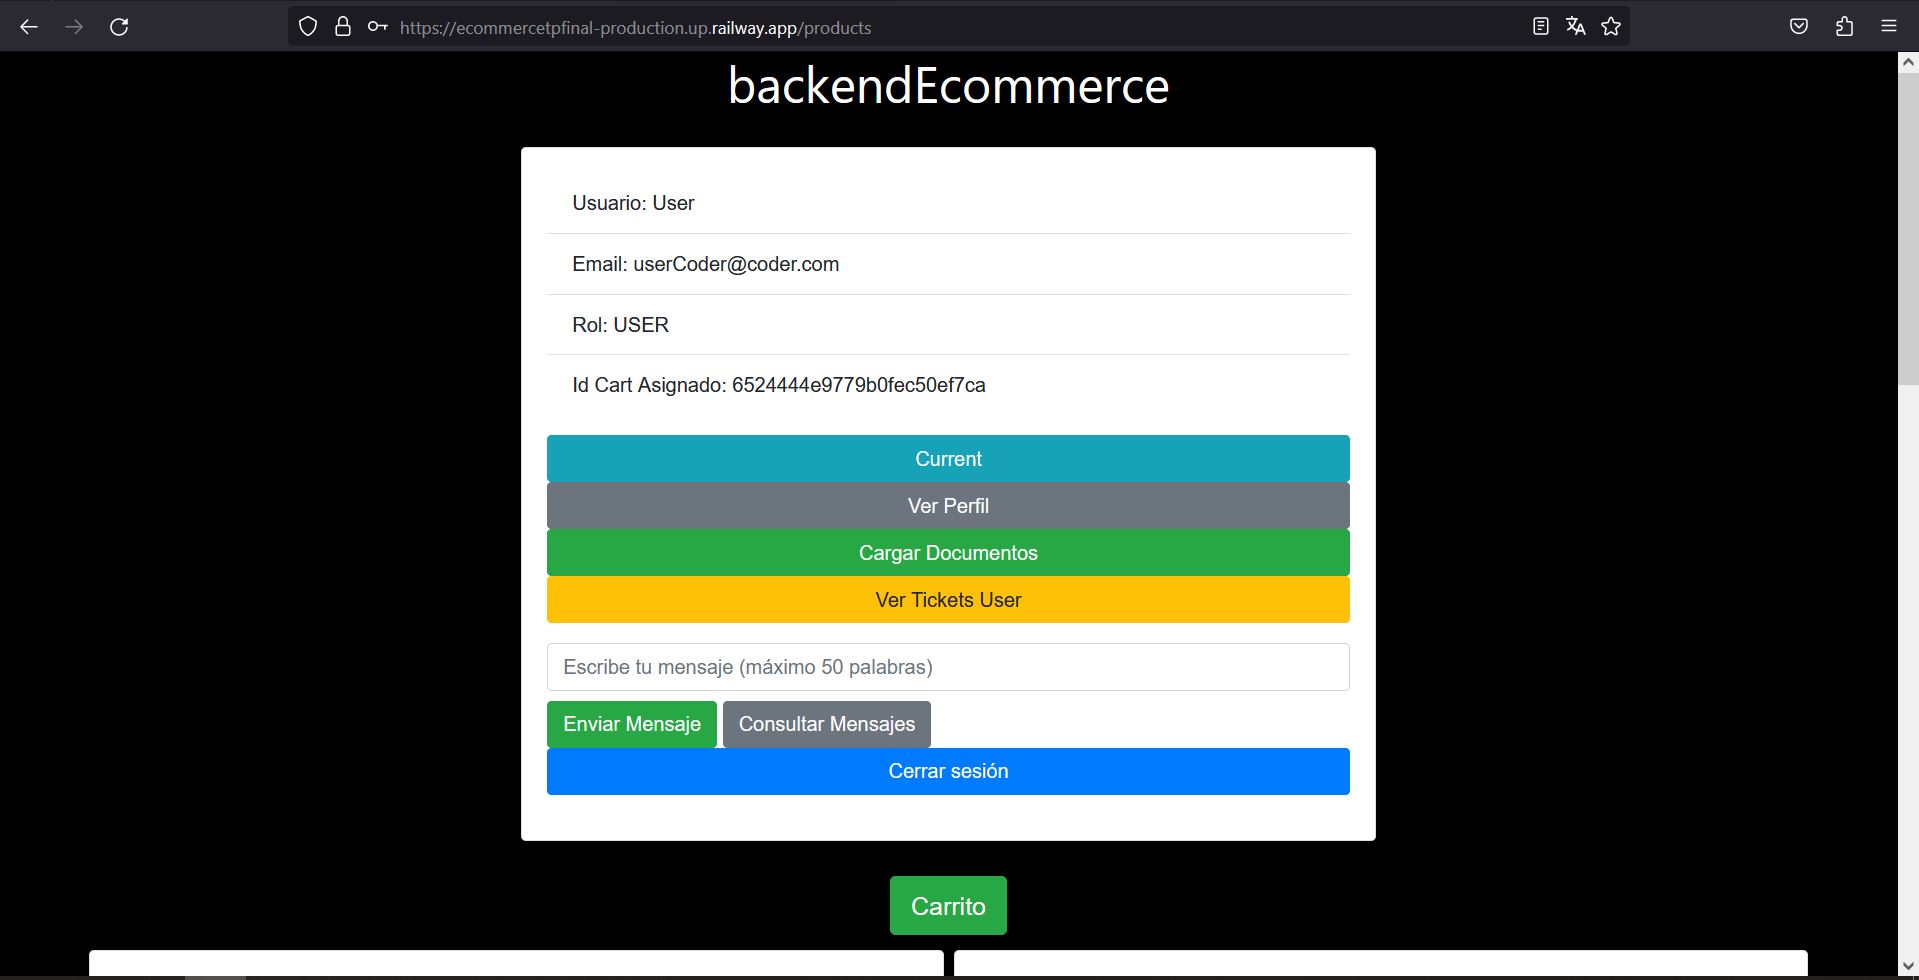 https://ecommercetpfinal-production.up.railway.app/products
backendEcommerce
Usuario: User
Email: userCoder@coder.com
Rol: USER
Id Cart Asignado: 6524444e9779b0fec50ef7ca
Current
Ver Perfil
Cargar Documentos
Ver Tickets User
Escribe tu mensaje (máximo 50 palabras)
Enviar Mensaje Consultar Mensajes
Cerrar sesión
Carrito